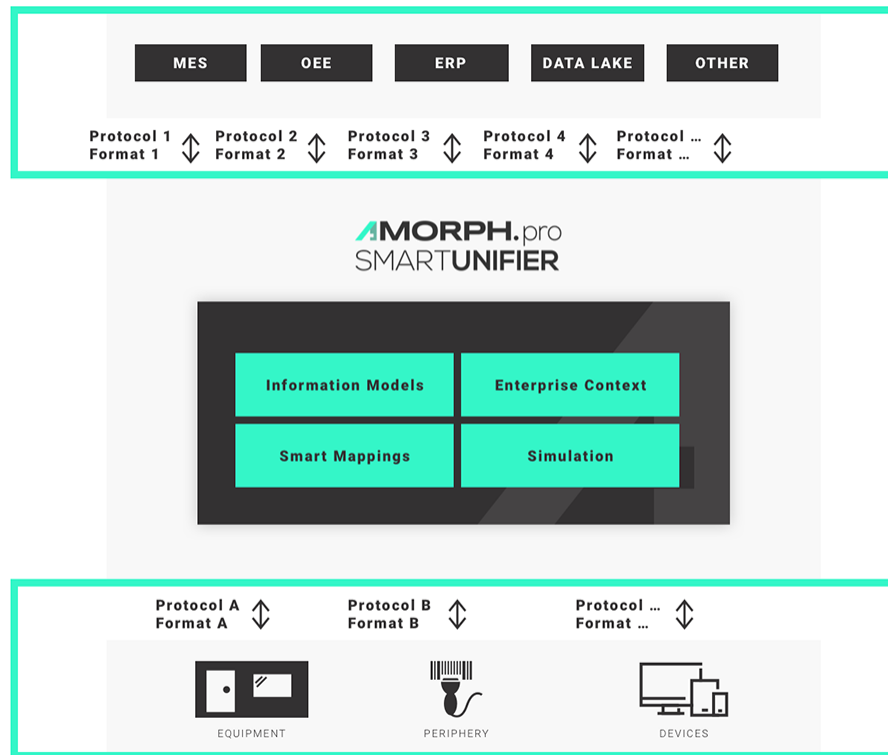 MES OEE ERP DATA LAKE OTHER
Protocol 1 Protocol 2 Protocol 3 Protocol 4 Protocol ...
Format 1 Format 2 Format 3 Format 4 Format ...
AMORPH.pro
SMARTUNIFIER
Information Models Enterprise Context
Smart Mappings Simulation
Protocol A Protocol B Protocol ...
Format A Format B Format ...
EQUIPMENT PERIPHERY DEVICES